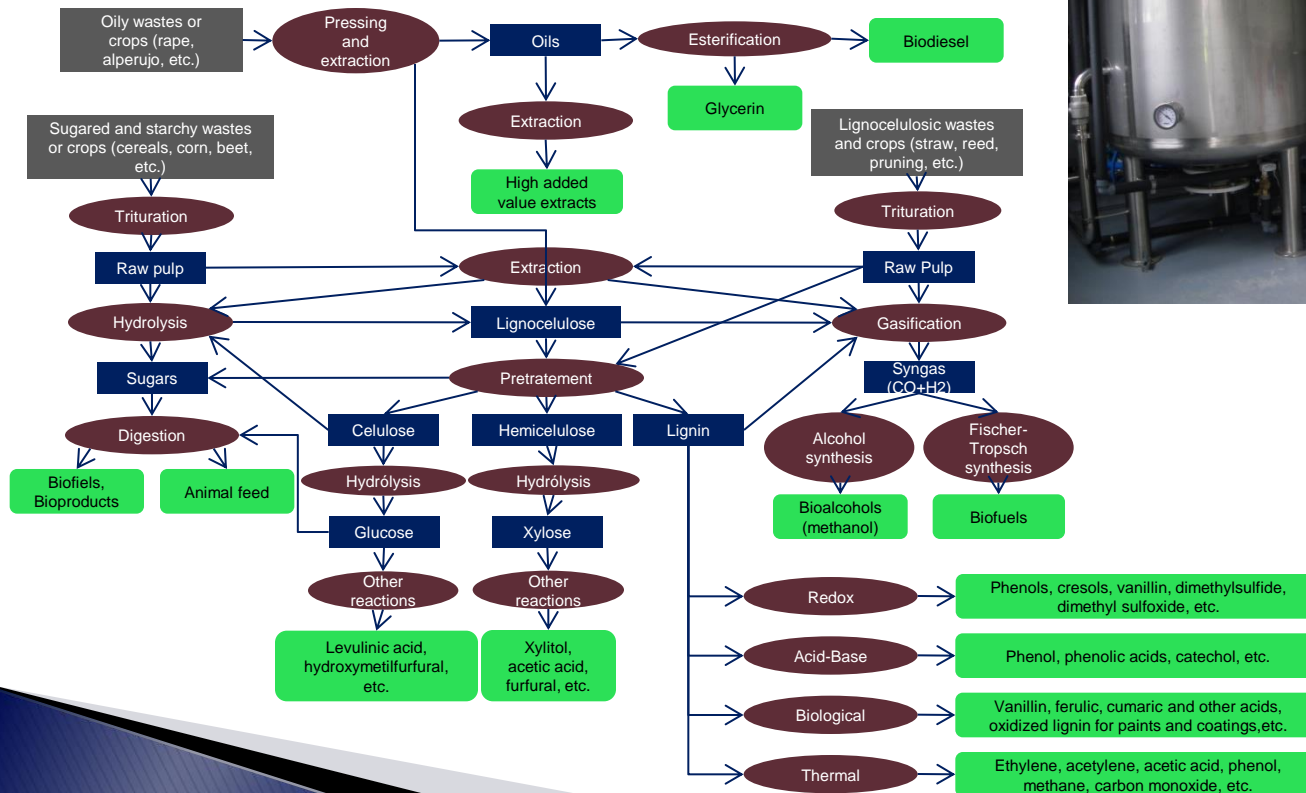 Oily wastes or
crops (rape,
alperujo, etc.)
Pressing
and
extraction
Oils
Esterification
Biodiesel
Glycerin
Extraction
High added
value extracts
Sugared and starchy wastes
or crops (cereals, corn, beet,
etc.)
Lignocelulosic wastes
and crops (straw, reed,
pruning, etc.)
Trituration
Trituration
Raw pulp
Extraction
Raw Pulp
Hydrolysis
Lignocelulose
Gasification
Sugars
Pretratement
Syngas
(CO+H2)
Digestion
Celulose
Hemicelulose
Lignin
Alcohol
synthesis
Fischer-
Tropsch
synthesis
Biofiels,
Bioproducts
Animal feed
Hydrólysis
Hydrólysis
Bioalcohols
(methanol)
Biofuels
Glucose
Xylose
Other
reactions
Other
reactions
Levulinic acid,
hydroxymetilfurfural,
etc.
Xylitol,
acetic acid,
furfural, etc.
Redox
Phenols, cresols, vanillin, dimethylsulfide,
dimethyl sulfoxide, etc.
Acid-Base
Phenol, phenolic acids, catechol, etc.
Biological
Vanillin, ferulic, cumaric and other acids,
oxidized lignin for paints and coatings,etc.
Thermal
Ethylene, acetylene, acetic acid, phenol,
methane, carbon monoxide, etc.